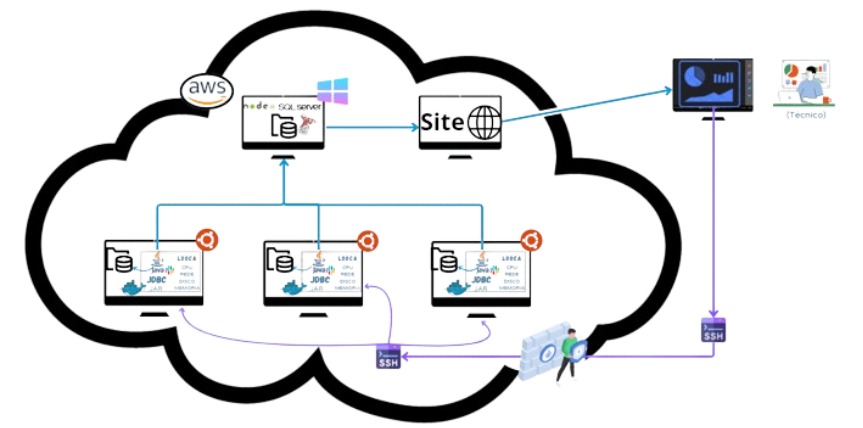 aws
node
SQL server
Site
(Tecnico)
LOOCA
Java
CPU
REDE
JDBC
DISCO
JAR
MEMORIA
LOOCA
Java
CPU
REDE
JDBC
DISCO
JAR
MEMORIA
LOOCA
Java
CPU
REDE
JDBC
DISCO
JAR
MEMORIA
SSH
SSH